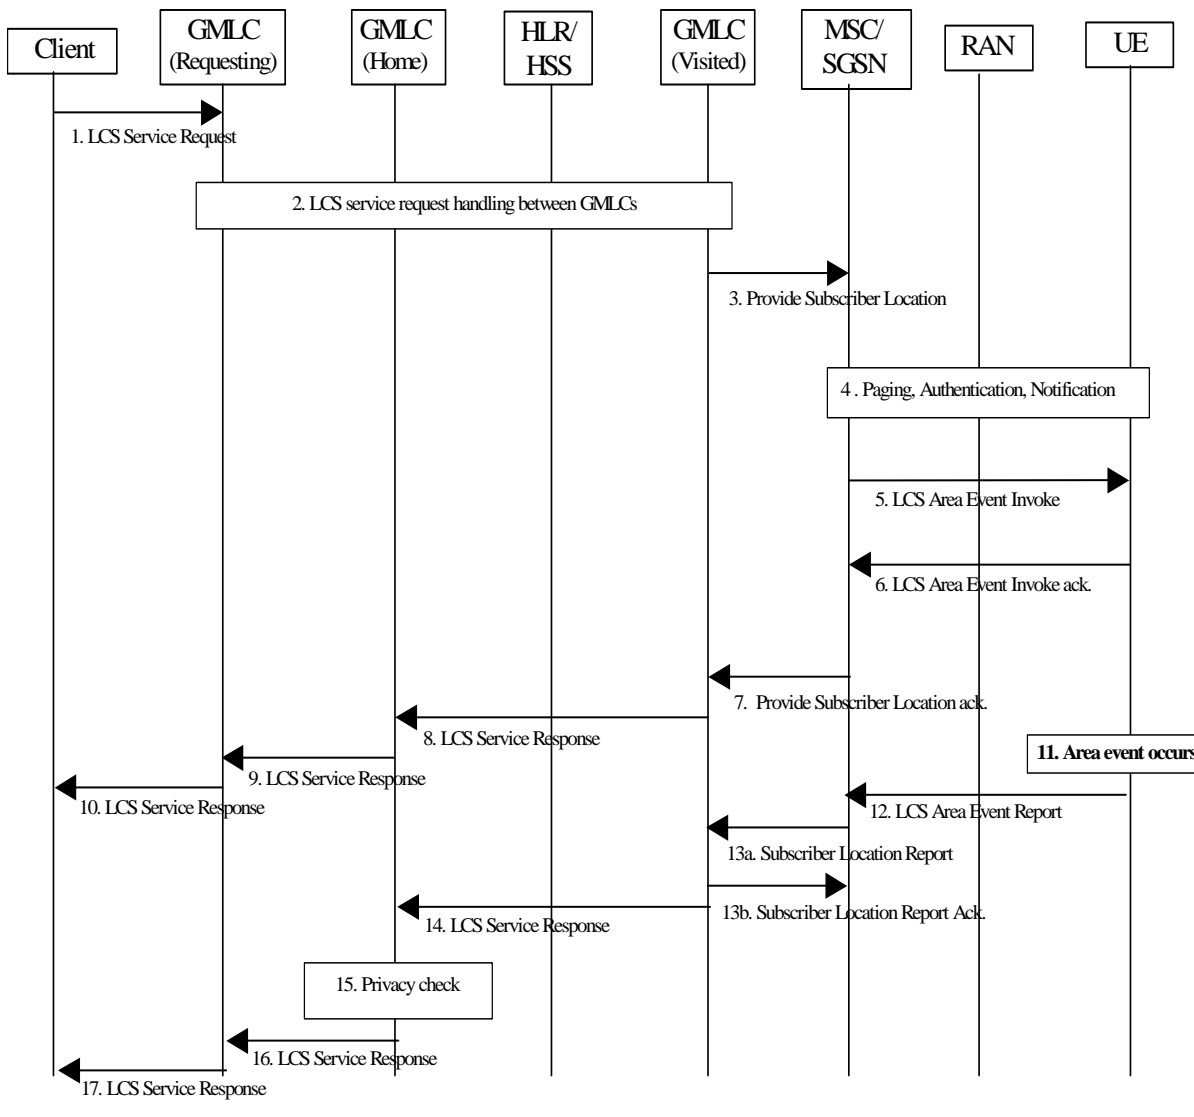 Client
GMLC
(Requesting)
GMLC
(Home)
HLR/
HSS
GMLC
(Visited)
MSC/
SGSN
RAN
UE
1. LCS Service Request
2. LCS service request handling between GMLCs
3. Provide Subscriber Location
4 . Paging, Authentication, Notification
5. LCS Area Event Invoke
6. LCS Area Event Invoke ack.
7. Provide Subscriber Location ack.
8. LCS Service Response
9. LCS Service Response
10. LCS Service Response
11. Area event occurs
12. LCS Area Event Report
13a. Subscriber Location Report
13b. Subscriber Location Report Ack.
14. LCS Service Response
15. Privacy check
16. LCS Service Response
17. LCS Service Response